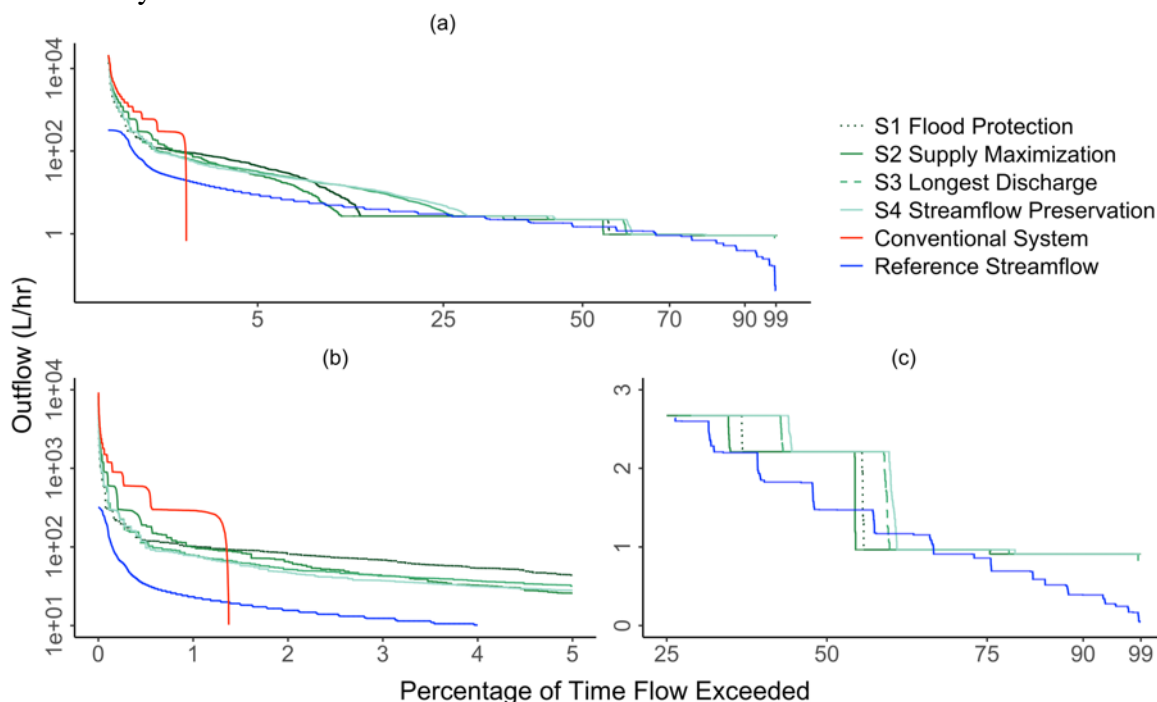 (a)
1e+04
1e+02
1
5
25
50
70
90
99
S1 Flood Protection
S2 Supply Maximization
S3 Longest Discharge
S4 Streamflow Preservation
Conventional System
Reference Streamflow
Outflow (L/hr)
(b)
1e+04
1e+03
1e+02
1e+01
0
1
2
3
4
5
(c)
3
2
1
0
25
50
75
90
99
Percentage of Time Flow Exceeded